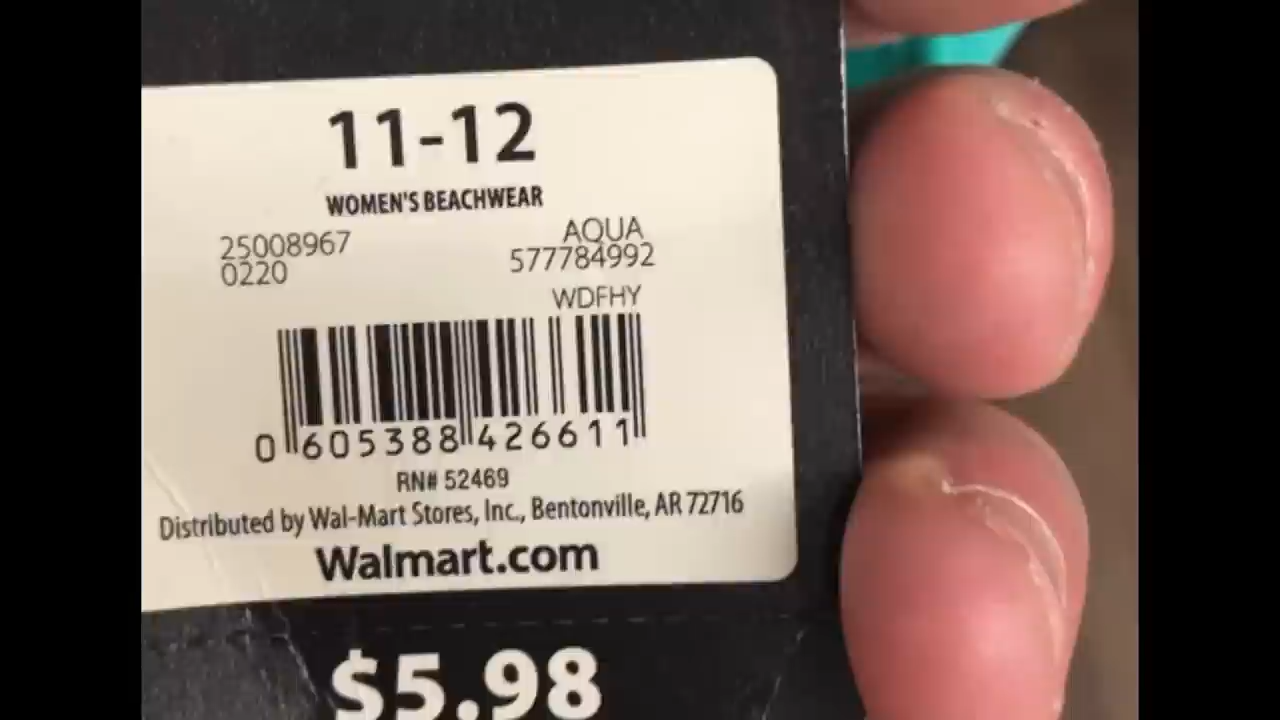 11-12
WOMEN'S BEACHWEAR
25008967 AQUA
0220 577784992
WDFHY
0 605388 426611
RN# 52469
Distributed by Wal-Mart Stores, Inc., Bentonville, AR 72716
Walmart.com
$5.98